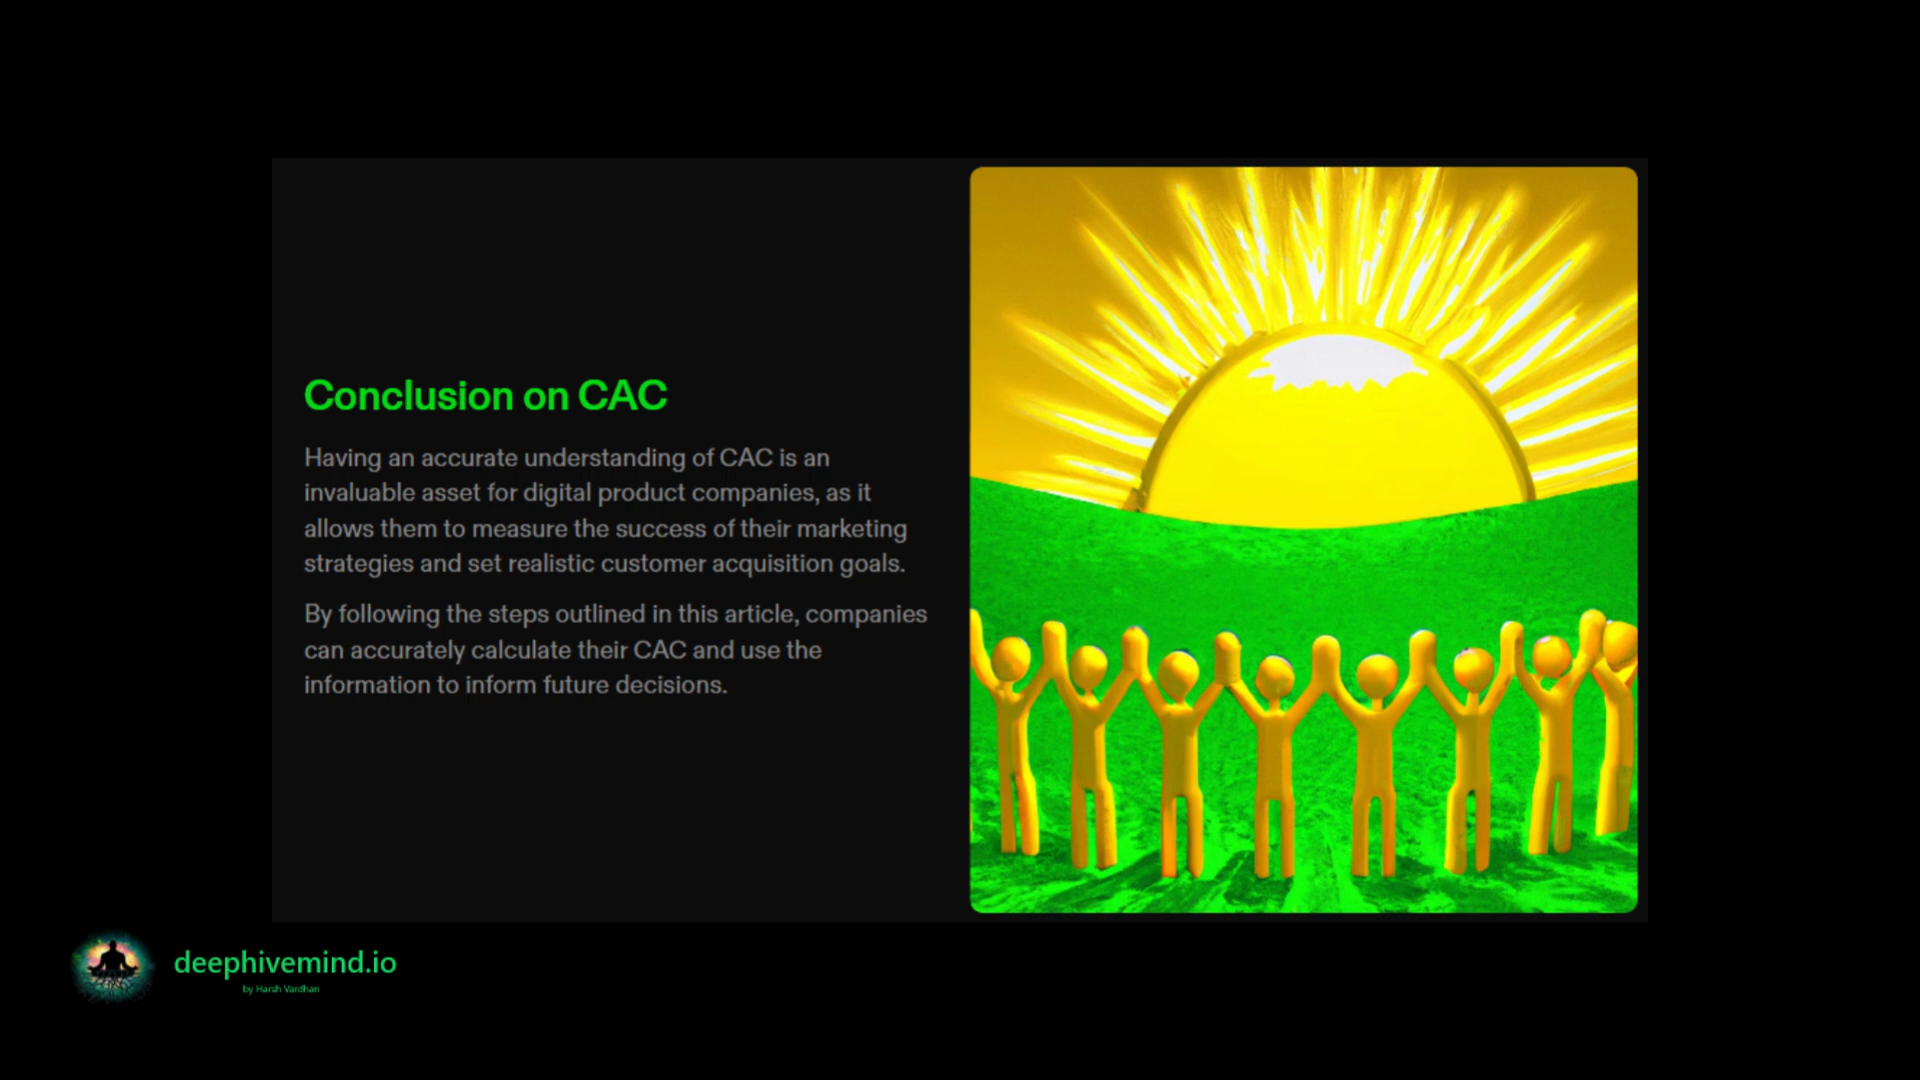 Conclusion on CAC
Having an accurate understanding of CAC is an
invaluable asset for digital product companies, as it
allows them to measure the success of their marketing
strategies and set realistic customer acquisition goals.
By following the steps outlined in this article, companies
can accurately calculate their CAC and use the
information to inform future decisions.
deephivemind.io
by Harsh Vardhan